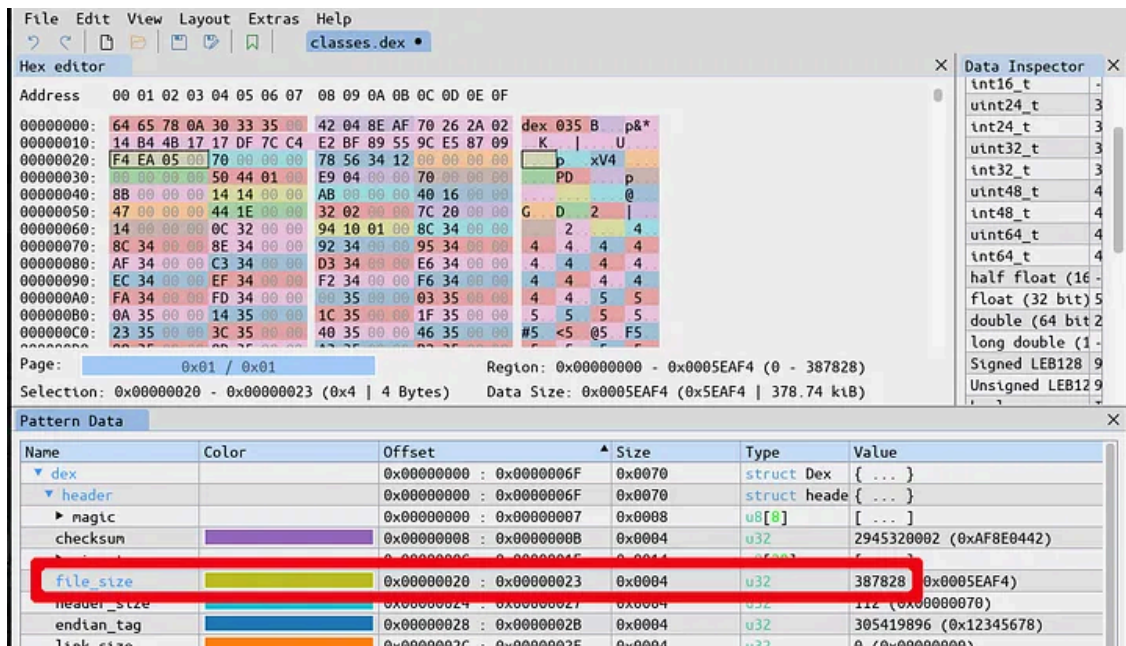 File Edit View Layout Extras Help
classes.dex •
Hex editor
Address 00 01 02 03 04 05 06 07 08 09 0A 0B 0C 0D 0E 0F
00000000: 64 65 78 0A 30 33 35 00 42 04 8E AF 70 26 2A 02 dex 035 B p&*
00000010: 14 B4 4B 17 17 DF 7C C4 E2 BF 89 55 9C E5 87 09 K | U
00000020: F4 EA 05 00 70 00 00 00 78 56 34 12 00 00 00 00 p xV4
00000030: 00 00 00 00 50 44 01 00 E9 04 00 00 70 00 00 00 PD p
00000040: 8B 00 00 00 14 14 00 00 AB 00 00 00 40 16 00 00 @
00000050: 47 00 00 00 44 1E 00 00 32 02 00 00 7C 20 00 00 G D 2 |
00000060: 14 00 00 00 0C 32 00 00 94 10 01 00 8C 34 00 00 2 4
00000070: 8C 34 00 00 8E 34 00 00 92 34 00 00 95 34 00 00 4 4 4 4
00000080: AF 34 00 00 C3 34 00 00 D3 34 00 00 E6 34 00 00 4 4 4 4
00000090: EC 34 00 00 EF 34 00 00 F2 34 00 00 F6 34 00 00 4 4 4 4
000000A0: FA 34 00 00 FD 34 00 00 00 35 00 00 03 35 00 00 4 4 5 5
000000B0: 0A 35 00 00 14 35 00 00 1C 35 00 00 1F 35 00 00 5 5 5 5
000000C0: 23 35 00 00 3C 35 00 00 40 35 00 00 46 35 00 00 #5 <5 @5 F5
Page: 0x01 / 0x01 Region: 0x00000000 - 0x0005EAF4 (0 - 387828)
Selection: 0x00000020 - 0x00000023 (0x4 | 4 Bytes) Data Size: 0x0005EAF4 (0x5EAF4 | 378.74 kiB)
Data Inspector
int16_t -
uint24_t 3
int24_t 3
uint32_t 3
int32_t 3
uint48_t 4
int48_t 4
uint64_t 4
int64_t 4
half float (16 -
float (32 bit) 5
double (64 bit 2
long double (1 -
Signed LEB128 9
Unsigned LEB12 9
Pattern Data
Name Color Offset Size Type Value
dex 0x00000000 : 0x0000006F 0x0070 struct Dex { ... }
header 0x00000000 : 0x0000006F 0x0070 struct heade { ... }
magic 0x00000000 : 0x00000007 0x0008 u8[8] [ ... ]
checksum 0x00000008 : 0x0000000B 0x0004 u32 2945320002 (0xAF8E0442)
file_size 0x00000020 : 0x00000023 0x0004 u32 387828 (0x0005EAF4)
header_size 0x00000024 : 0x00000027 0x0004 u32 112 (0x00000070)
endian_tag 0x00000028 : 0x0000002B 0x0004 u32 305419896 (0x12345678)
link_size 0x0000002C : 0x0000002F 0x0004 u32 0 (0x00000000)